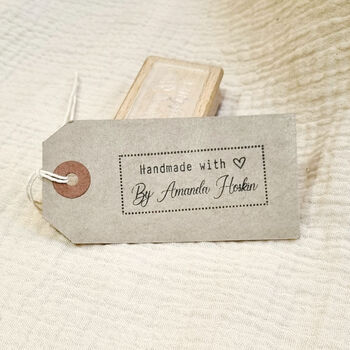 Handmade with ♡
By Amanda Hoskin